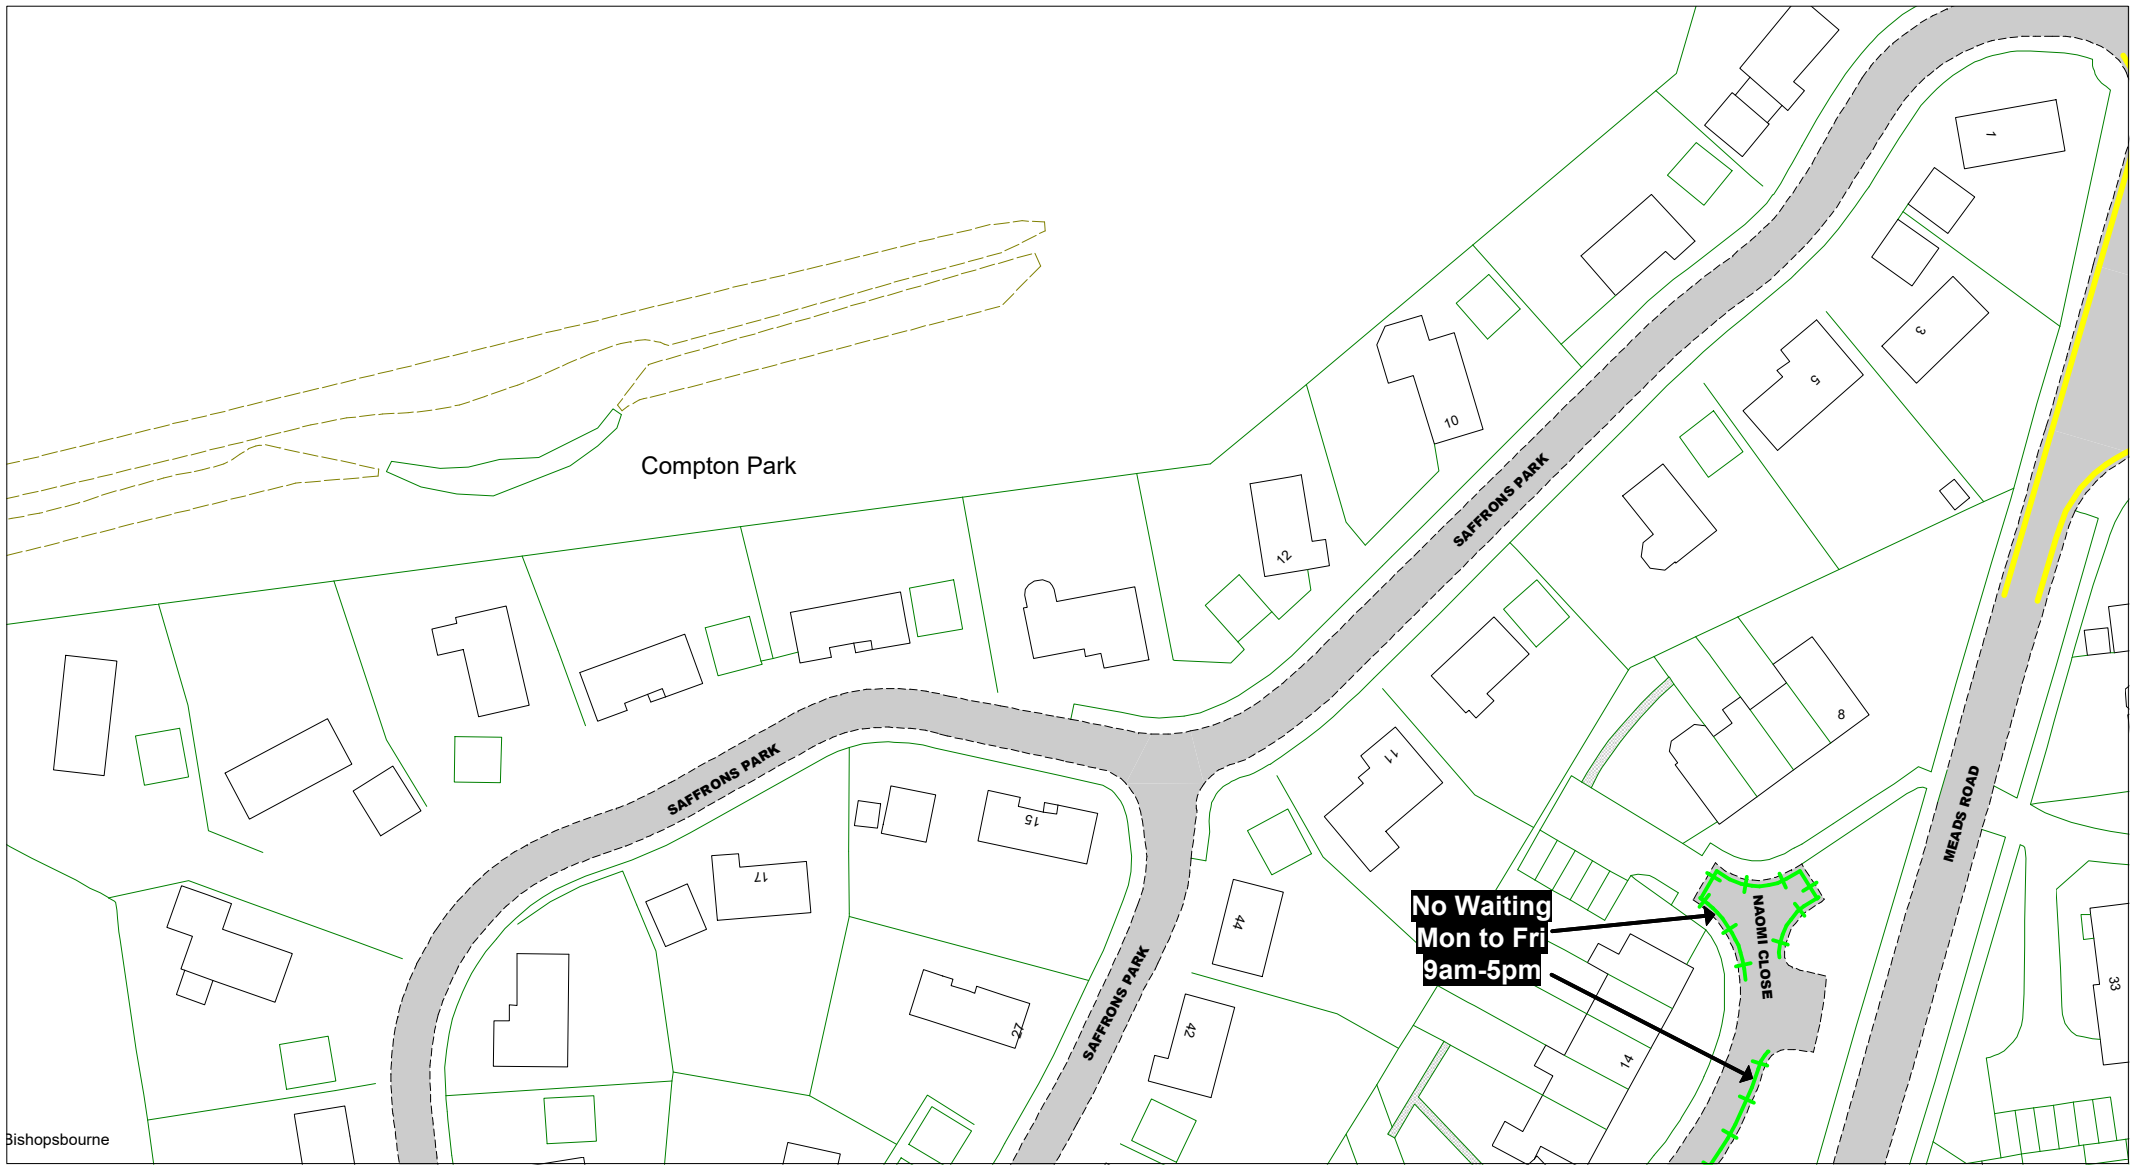 1
3
5
Compton Park
10
SAFFRONS PARK
12
8
11
SAFFRONS PARK
MEADS ROAD
15
17
No Waiting
Mon to Fri
9am-5pm
NAOMI CLOSE
44
33
SAFFRONS PARK
27
42
14
Bishopsbourne